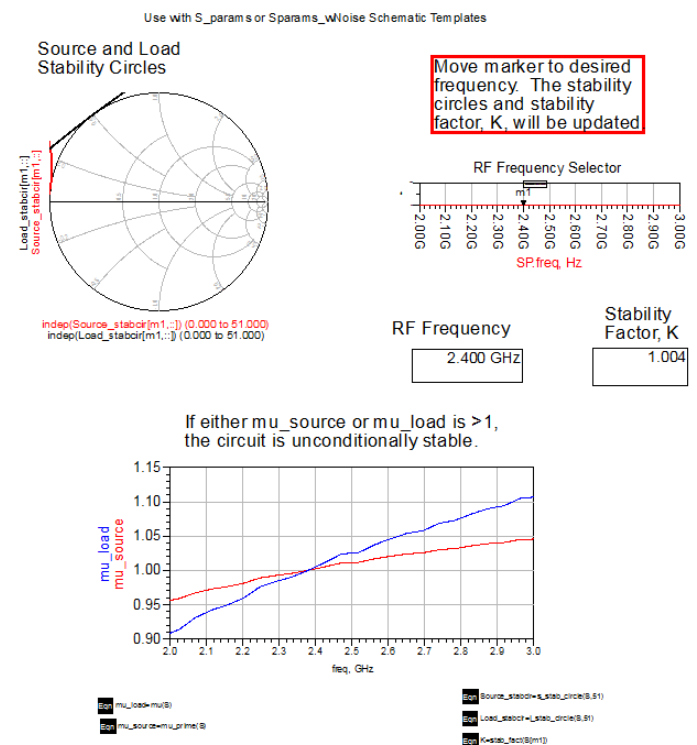 Use with S_params or Sparams_wNoise Schematic Templates
Source and Load
Stability Circles
Move marker to desired
frequency. The stability
circles and stability
factor, K, will be updated
Load_stabcir[m1,::]
Source_stabcir[m1,::]
indep(Source_stabcir[m1,::]) (0.000 to 51.000)
indep(Load_stabcir[m1,::]) (0.000 to 51.000)
RF Frequency Selector
m1
2.00G 2.10G 2.20G 2.30G 2.40G 2.50G 2.60G 2.70G 2.80G 2.90G 3.00G
SP.freq, Hz
RF Frequency
2.400 GHz
Stability
Factor, K
1.004
If either mu_source or mu_load is >1,
the circuit is unconditionally stable.
mu_load
mu_source
1.15
1.10
1.05
1.00
0.95
0.90
2.0 2.1 2.2 2.3 2.4 2.5 2.6 2.7 2.8 2.9 3.0
freq, GHz
Eqn mu_load=mu(S)
Eqn mu_source=mu_prime(S)
Eqn Source_stabcir=s_stab_circle(S,51)
Eqn Load_stabcir=l_stab_circle(S,51)
Eqn K=stab_fact(S[m1])